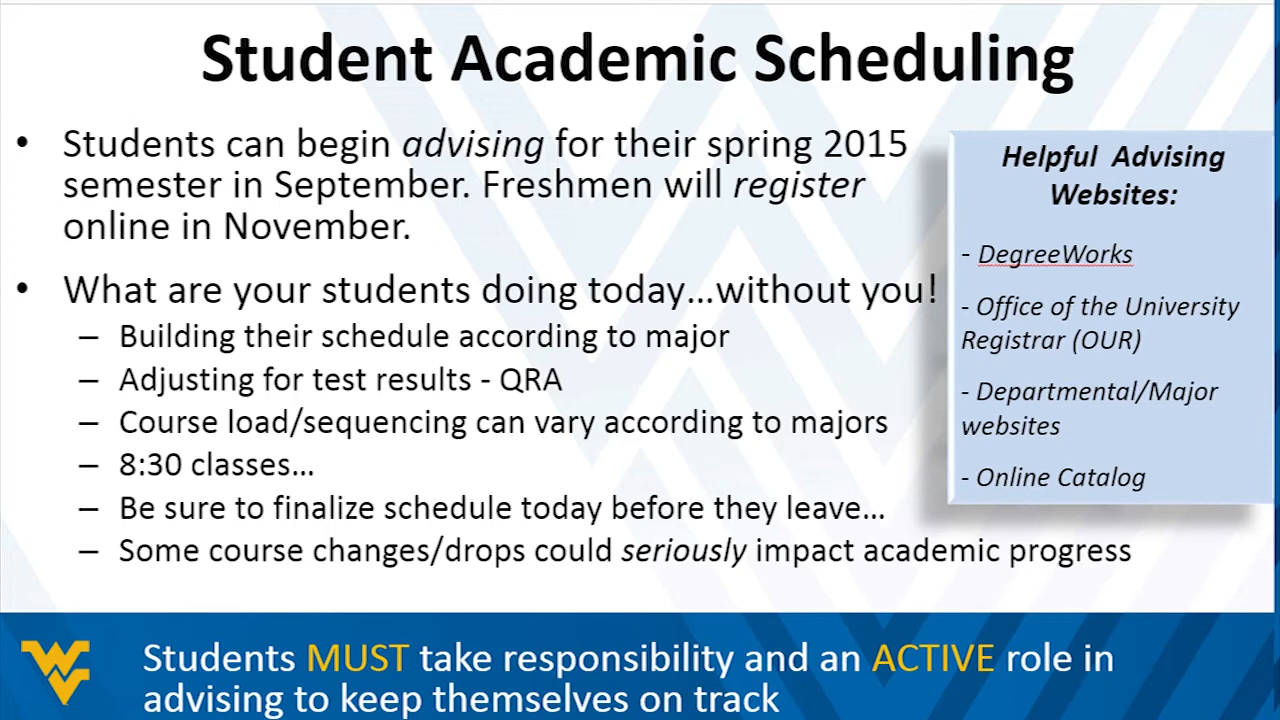 Student Academic Scheduling
• Students can begin advising for their spring 2015
semester in September. Freshmen will register
online in November.
• What are your students doing today...without you!
– Building their schedule according to major
– Adjusting for test results - QRA
– Course load/sequencing can vary according to majors
– 8:30 classes...
– Be sure to finalize schedule today before they leave...
– Some course changes/drops could seriously impact academic progress
Helpful Advising
Websites:
- DegreeWorks
- Office of the University
Registrar (OUR)
- Departmental/Major
websites
- Online Catalog
WV
Students MUST take responsibility and an ACTIVE role in
advising to keep themselves on track